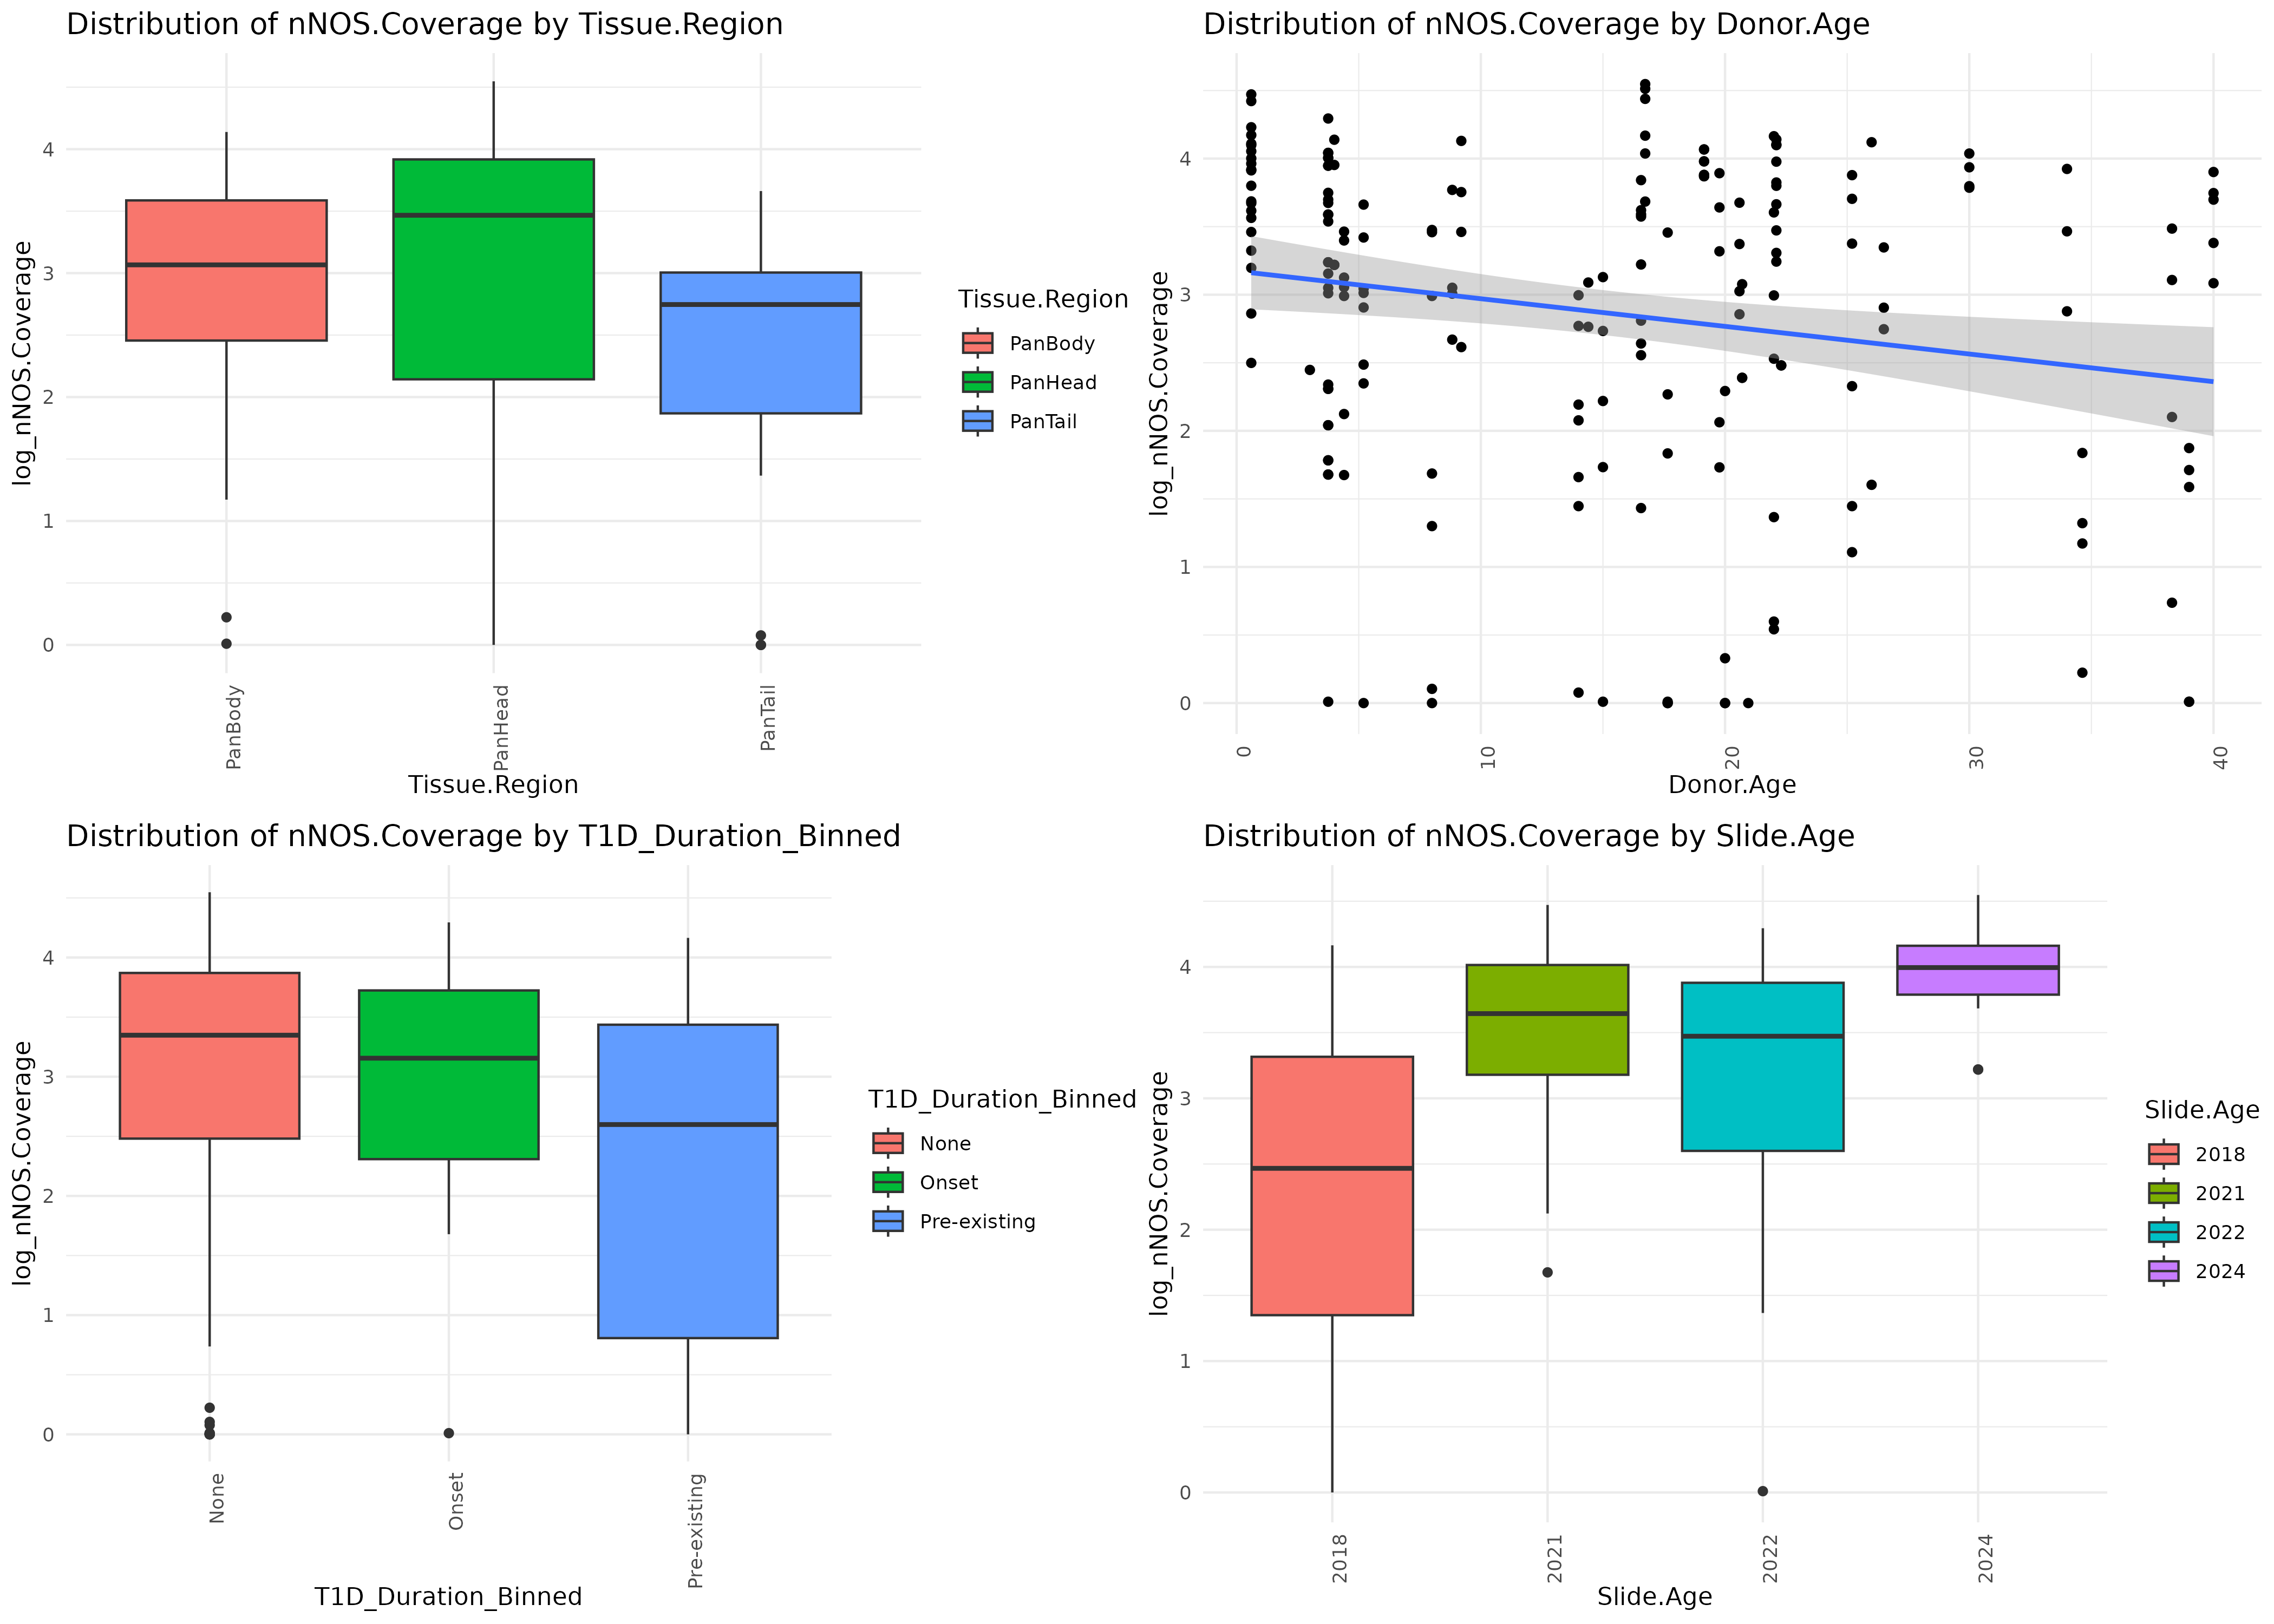 Distribution of nNOS.Coverage by Tissue.Region
log_nNOS.Coverage
4
3
2
1
0
PanBody
PanHead
PanTail
Tissue.Region
Tissue.Region
PanBody
PanHead
PanTail
Distribution of nNOS.Coverage by Donor.Age
log_nNOS.Coverage
4
3
2
1
0
0
10
20
30
40
Donor.Age
Distribution of nNOS.Coverage by T1D_Duration_Binned
log_nNOS.Coverage
4
3
2
1
0
None
Onset
Pre-existing
T1D_Duration_Binned
T1D_Duration_Binned
None
Onset
Pre-existing
Distribution of nNOS.Coverage by Slide.Age
log_nNOS.Coverage
4
3
2
1
0
2018
2021
2022
2024
Slide.Age
Slide.Age
2018
2021
2022
2024